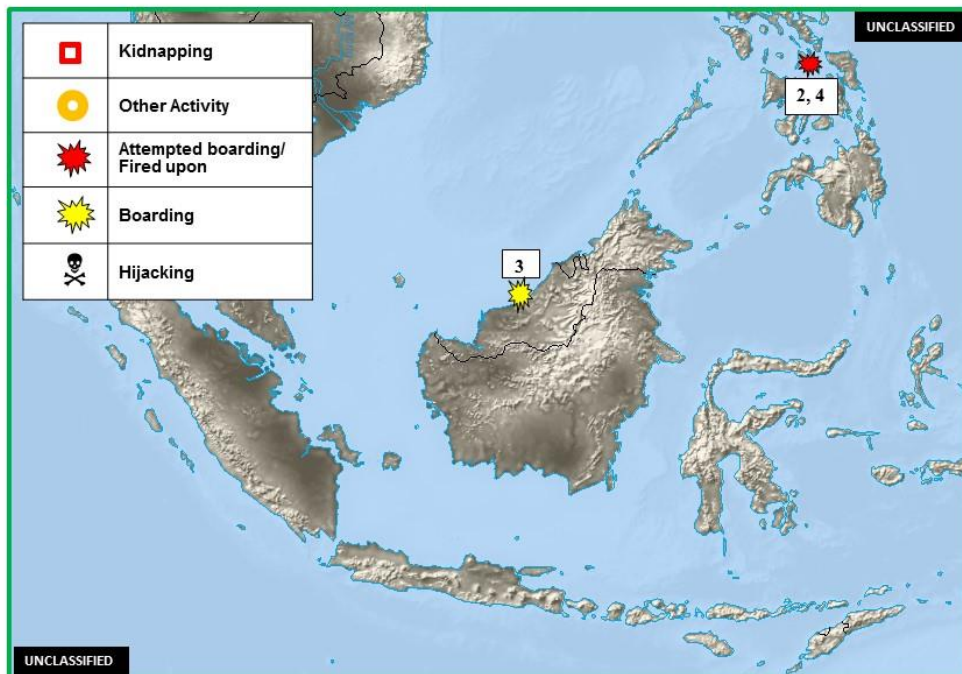 UNCLASSIFIED
Kidnapping
Other Activity
Attempted boarding/
Fired upon
Boarding
Hijacking
2, 4
3
UNCLASSIFIED